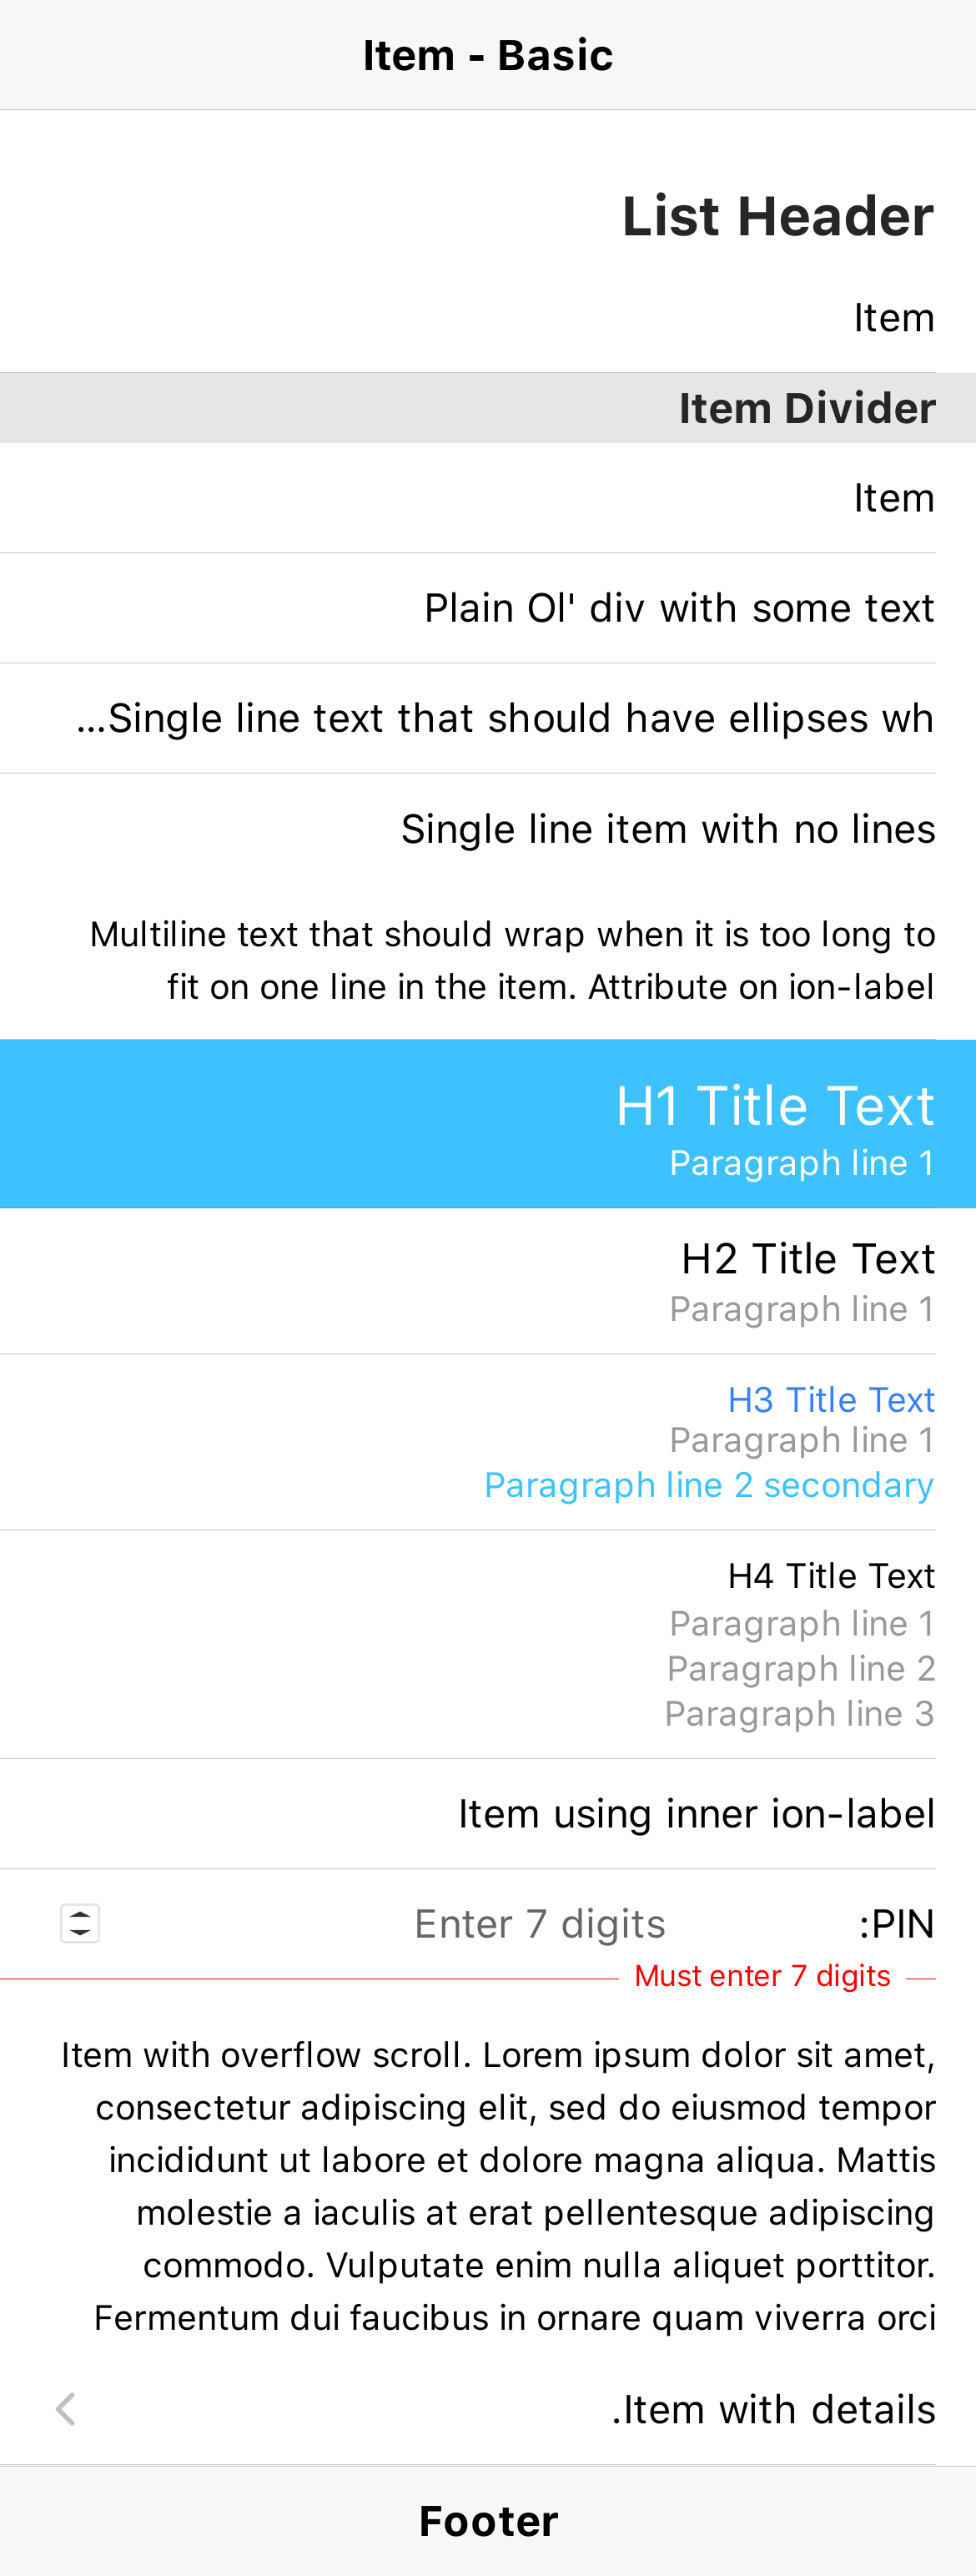 Item - Basic
List Header
Item
Item Divider
Item
Plain Ol' div with some text
...Single line text that should have ellipses wh
Single line item with no lines
Multiline text that should wrap when it is too long to
fit on one line in the item. Attribute on ion-label
H1 Title Text
Paragraph line 1
H2 Title Text
Paragraph line 1
H3 Title Text
Paragraph line 1
Paragraph line 2 secondary
H4 Title Text
Paragraph line 1
Paragraph line 2
Paragraph line 3
Item using inner ion-label
:PIN Enter 7 digits
Must enter 7 digits
Item with overflow scroll. Lorem ipsum dolor sit amet,
consectetur adipiscing elit, sed do eiusmod tempor
incididunt ut labore et dolore magna aliqua. Mattis
molestie a iaculis at erat pellentesque adipiscing
commodo. Vulputate enim nulla aliquet porttitor.
Fermentum dui faucibus in ornare quam viverra orci
.Item with details
Footer